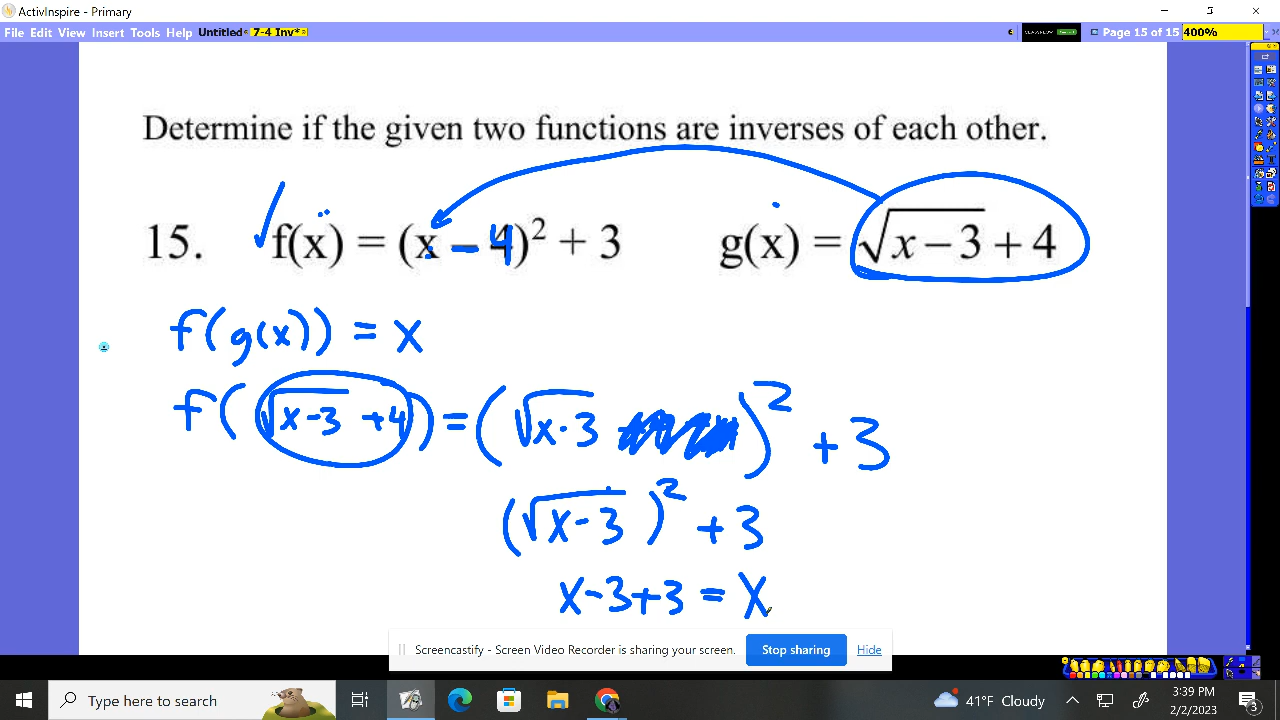 ActivInspire - Primary
File Edit View Insert Tools Help Untitled* 7-4 Inv* Page 15 of 15 400%
Determine if the given two functions are inverses of each other.
15. f(x) = (x – 4)² + 3 g(x) = √(x – 3) + 4
f(g(x)) = x
f(√(x-3) +4) = (√(x-3) )² + 3
(√(x-3) )² + 3
x-3+3 = x
Screencastify - Screen Video Recorder is sharing your screen. Stop sharing Hide
Type here to search
41°F Cloudy
3:39 PM
2/2/2023
3